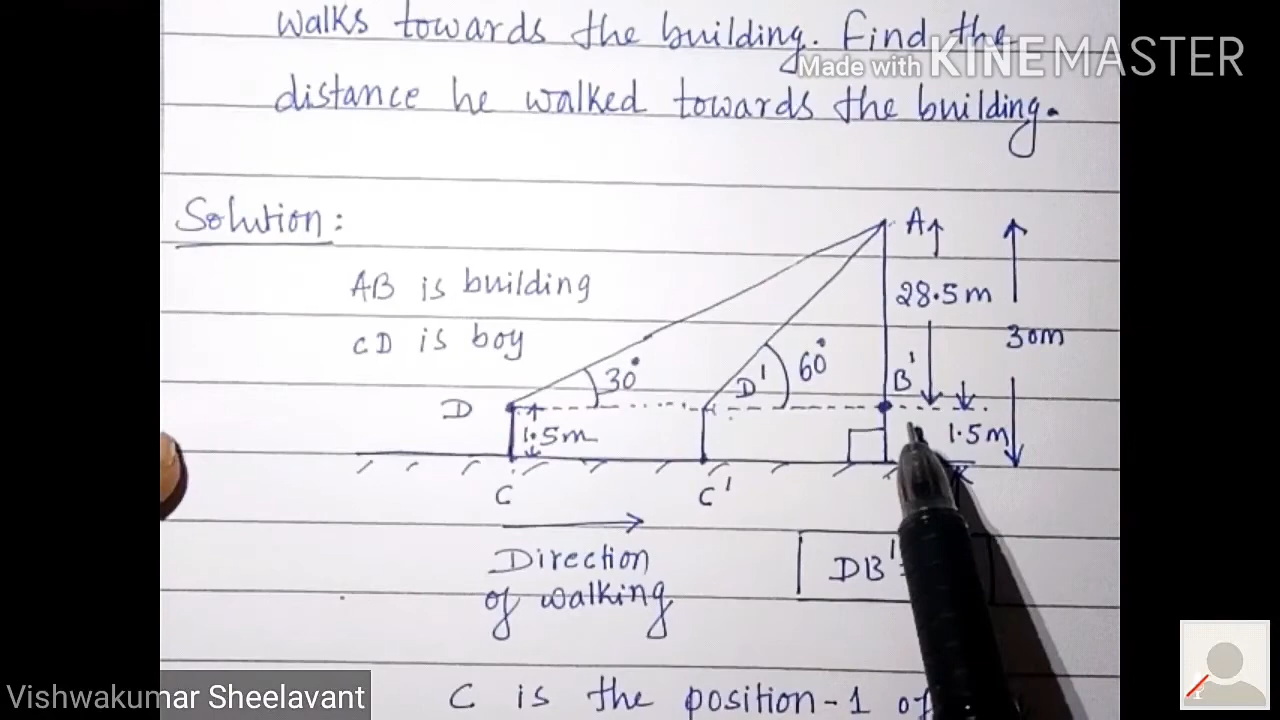 walks towards the building. Find the
Made with KINEMASTER
distance he walked towards the building.
Solution:
AB is building
CD is boy
A
28.5m
30m
30°
D'
60°
B'
D
1.5m
1.5m
C
C'
Direction
of walking
DB'
C is the position-1 of
Vishwakumar Sheelavant